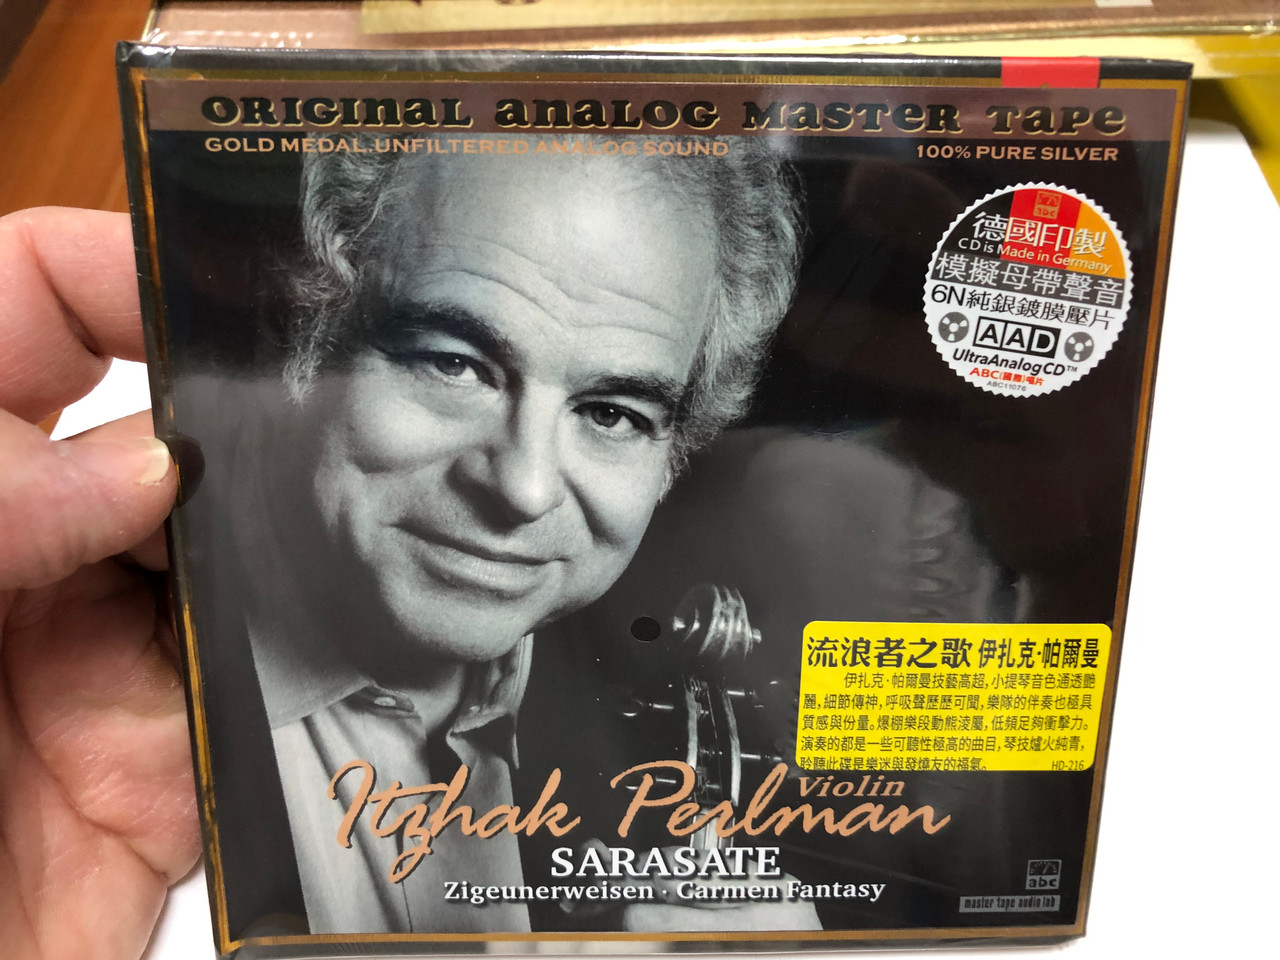 ORIGINAL ANALOG MASTER TAPE
GOLD MEDAL.UNFILTERED ANALOG SOUND
100% PURE SILVER
abc
德國印製
CD is Made in Germany
模擬母帶聲音
6N純銀鍍膜壓片
AAD
UltraAnalogCD™
ABC(國際)唱片
ABC11076
流浪者之歌 伊扎克·帕爾曼
伊扎克·帕爾曼技藝高超,小提琴音色通透艷
麗,細節傳神,呼吸聲歷歷可聞,樂隊的伴奏也極具
質感與份量。爆棚樂段動態淩厲,低頻足夠衝擊力。
演奏的都是一些可聽性極高的曲目,琴技爐火純青,
聆聽此碟是樂迷與發燒友的福氣。
HD-216
Violin
Itzhak Perlman
SARASATE
Zigeunerweisen · Carmen Fantasy
abc
master tape audio lab